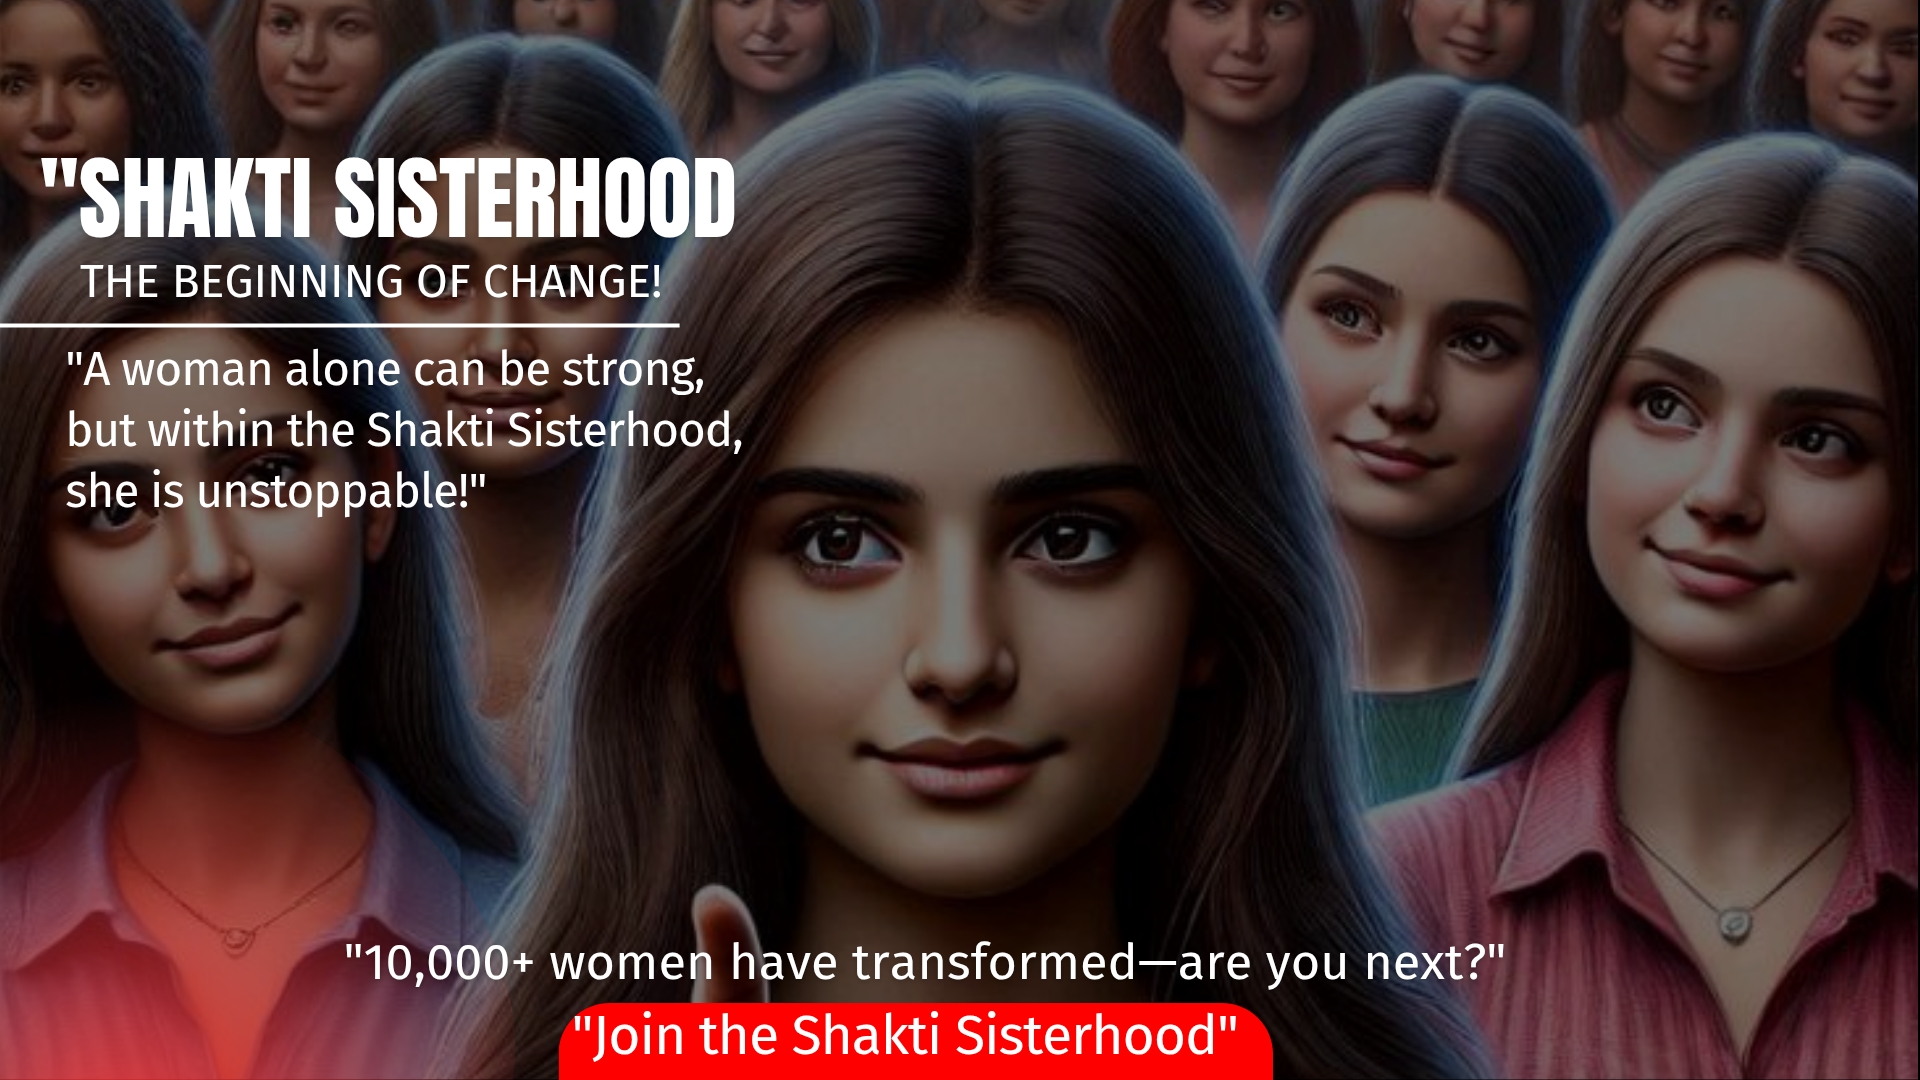 "SHAKTI SISTERHOOD
THE BEGINNING OF CHANGE!
"A woman alone can be strong,
but within the Shakti Sisterhood,
she is unstoppable!"
"10,000+ women have transformed—are you next?"
"Join the Shakti Sisterhood"